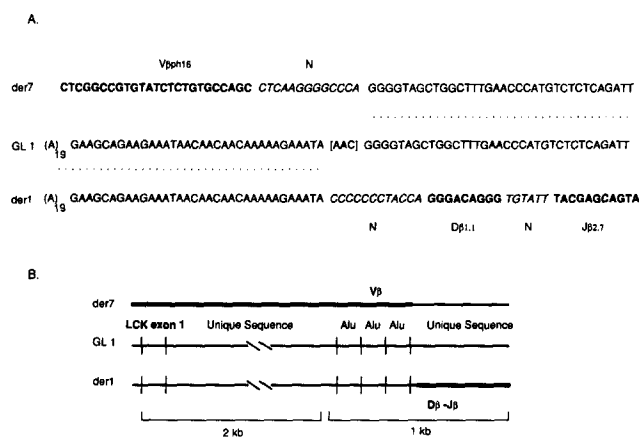 A.
Vβph16 N
der7 CTCGGCCGTGTATCTCTGTGCCAGC CTCAAGGGGCCCA GGGGTAGCTGGCTTTGAACCCATGTCTCTCAGATT
GL 1 (A)19 GAAGCAGAAGAAATAACAACAACAAAAAGAAATA [AAC] GGGGTAGCTGGCTTTGAACCCATGTCTCTCAGATT
der1 (A)19 GAAGCAGAAGAAATAACAACAACAAAAAGAAATA CCCCCCCTACCA GGGACAGGG TGTATT TACGAGCAGTA
N Dβ1.1 N Jβ2.7
B.
Vβ
der7
LCK exon 1 Unique Sequence Alu Alu Alu Unique Sequence
GL 1
der1
Dβ-Jβ
2 kb 1 kb